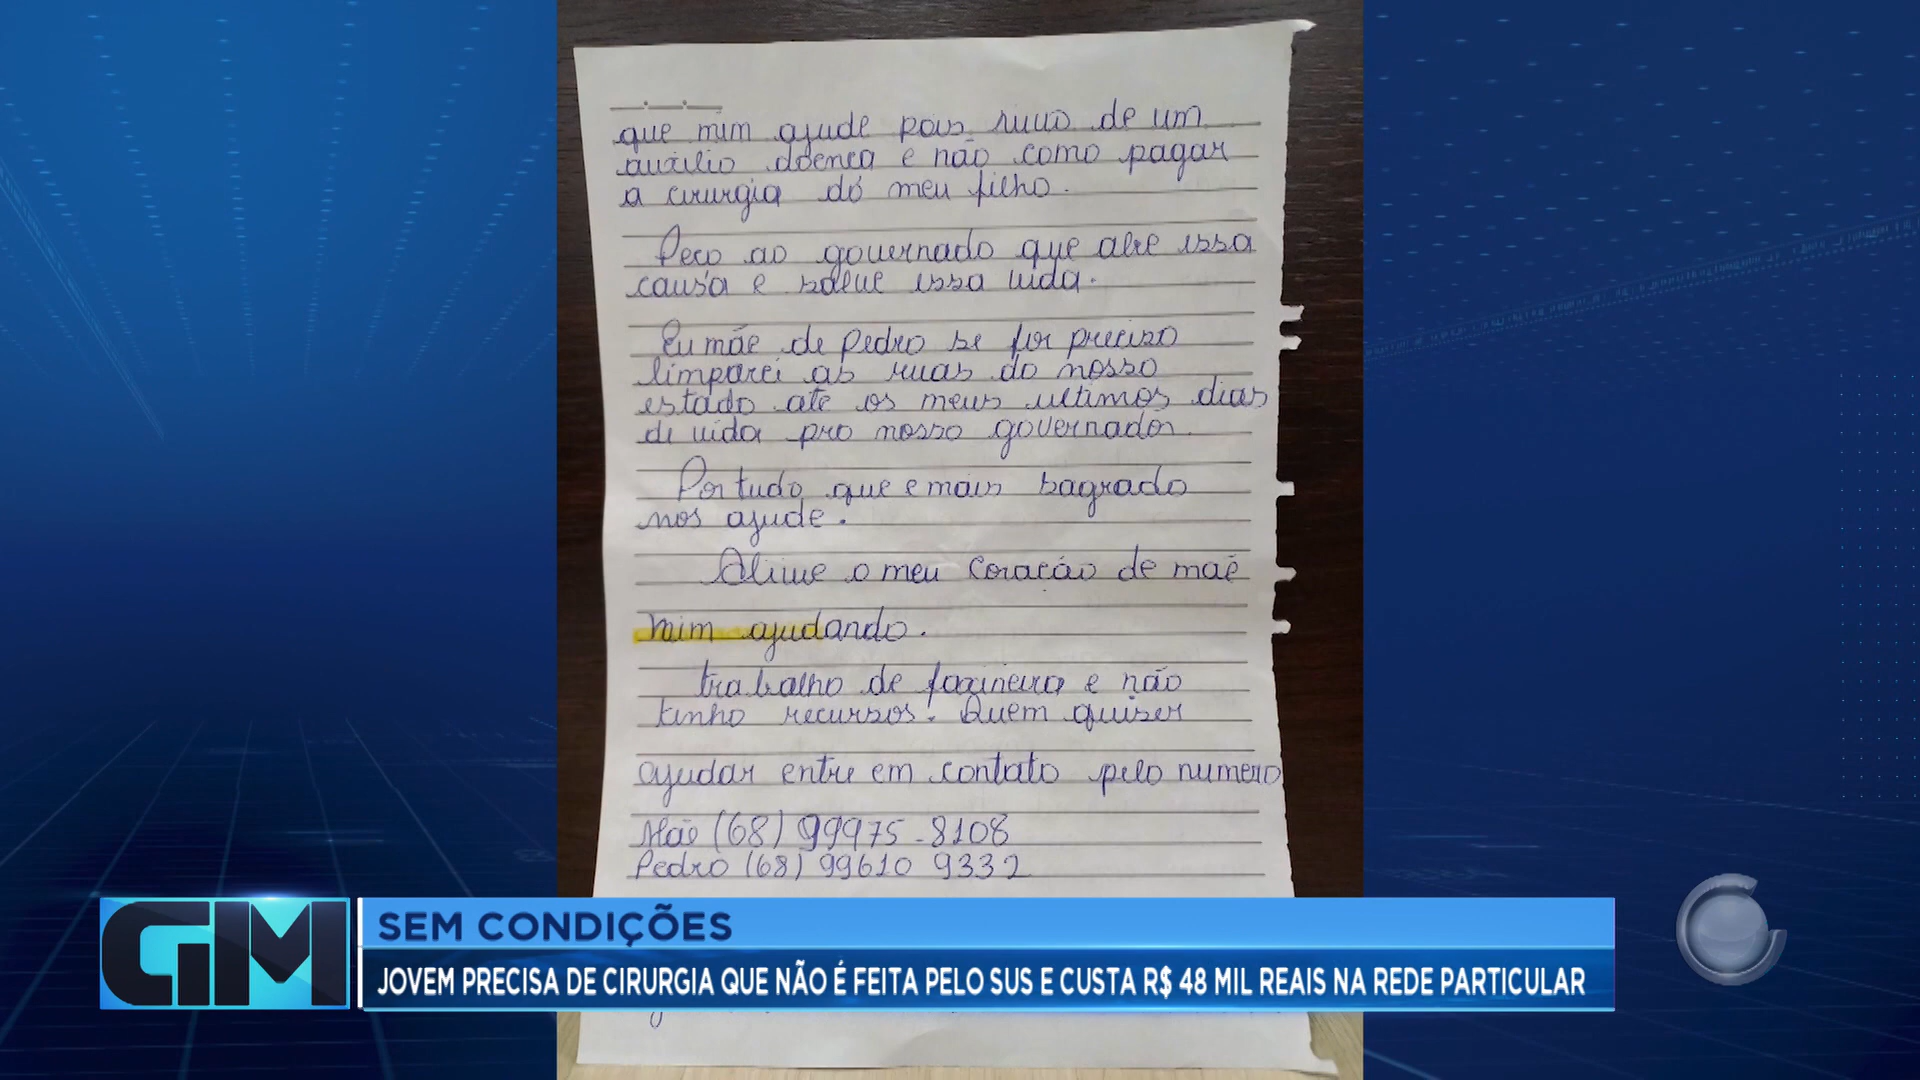 que mim ajude pois vivo de um
auxilio doença e não como pagar
a cirurgia do meu filho.
Peço ao governado que abre essa
causa e salve essa vida.
Eu mãe de Pedro se for preciso
limparei as ruas do nosso
estado até os meus ultimos dias
de vida pro nosso governador.
Por tudo que e mais sagrado
nos ajude.
Alive o meu coração de mãe
mim ajudando.
trabalho de faxineira e não
tenho recursos. Quem quiser
ajudar entre em contato pelo numero
Mãe (68) 99975-8108
Pedro (68) 99610 9332
GM
SEM CONDIÇÕES
JOVEM PRECISA DE CIRURGIA QUE NÃO É FEITA PELO SUS E CUSTA R$ 48 MIL REAIS NA REDE PARTICULAR